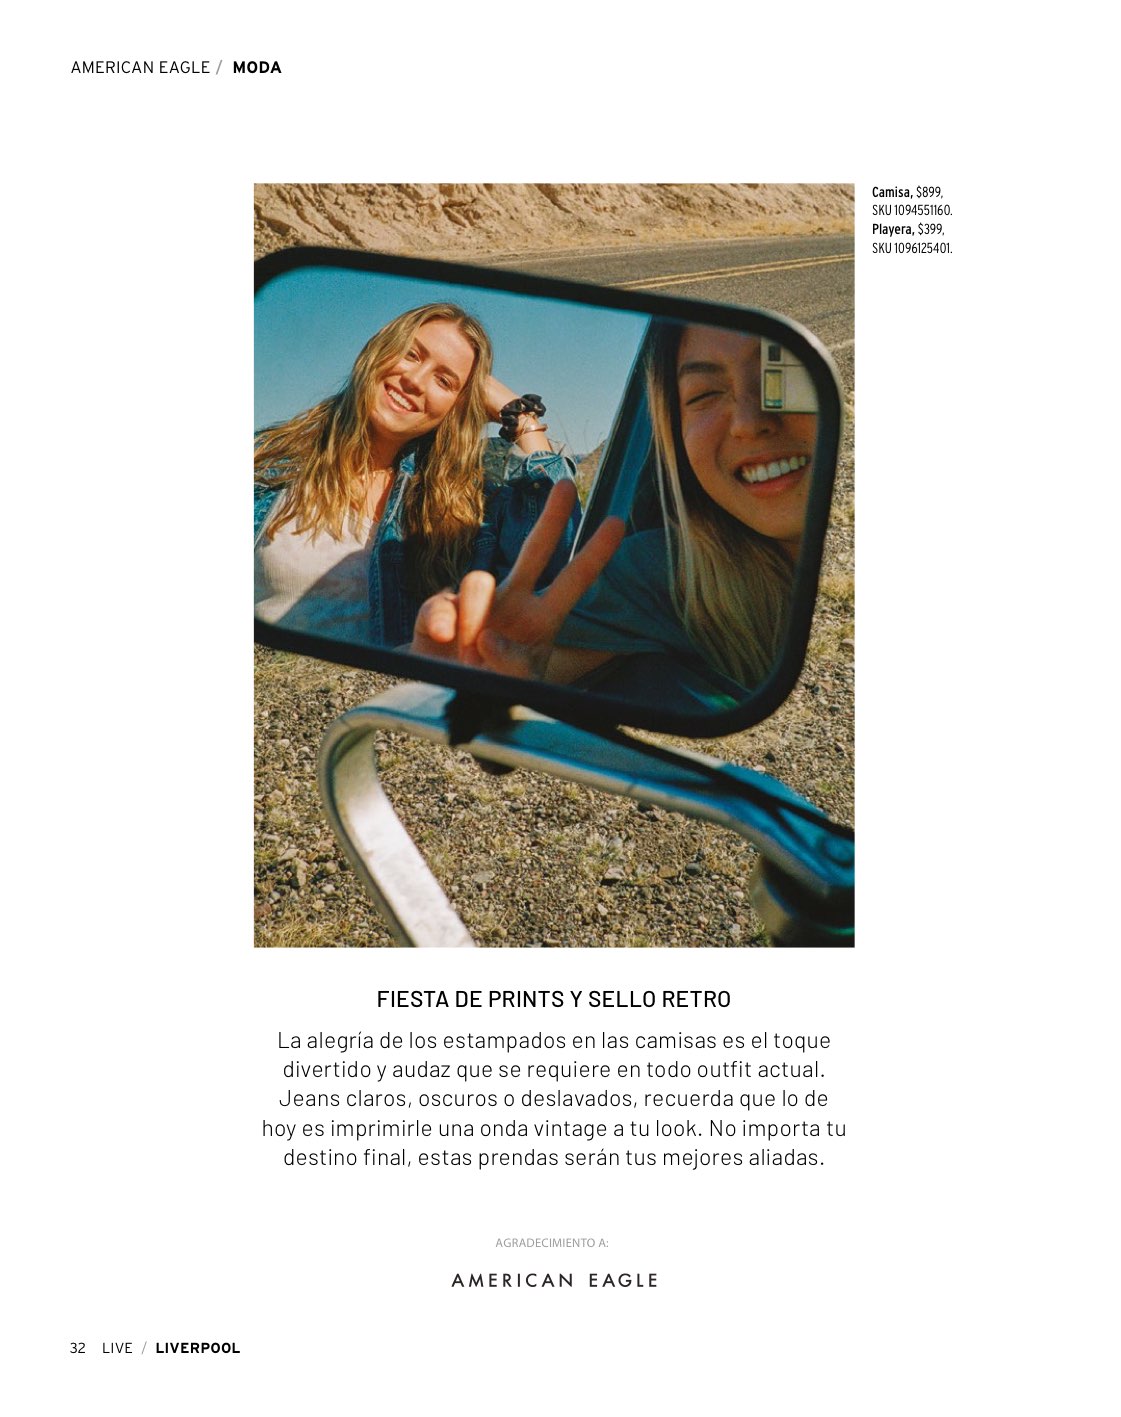 AMERICAN EAGLE / MODA
Camisa, $899,
SKU 1094551160.
Playera, $399,
SKU 1096125401.
FIESTA DE PRINTS Y SELLO RETRO
La alegría de los estampados en las camisas es el toque
divertido y audaz que se requiere en todo outfit actual.
Jeans claros, oscuros o deslavados, recuerda que lo de
hoy es imprimirle una onda vintage a tu look. No importa tu
destino final, estas prendas serán tus mejores aliadas.
AGRADECIMIENTO A:
AMERICAN EAGLE
32 LIVE / LIVERPOOL